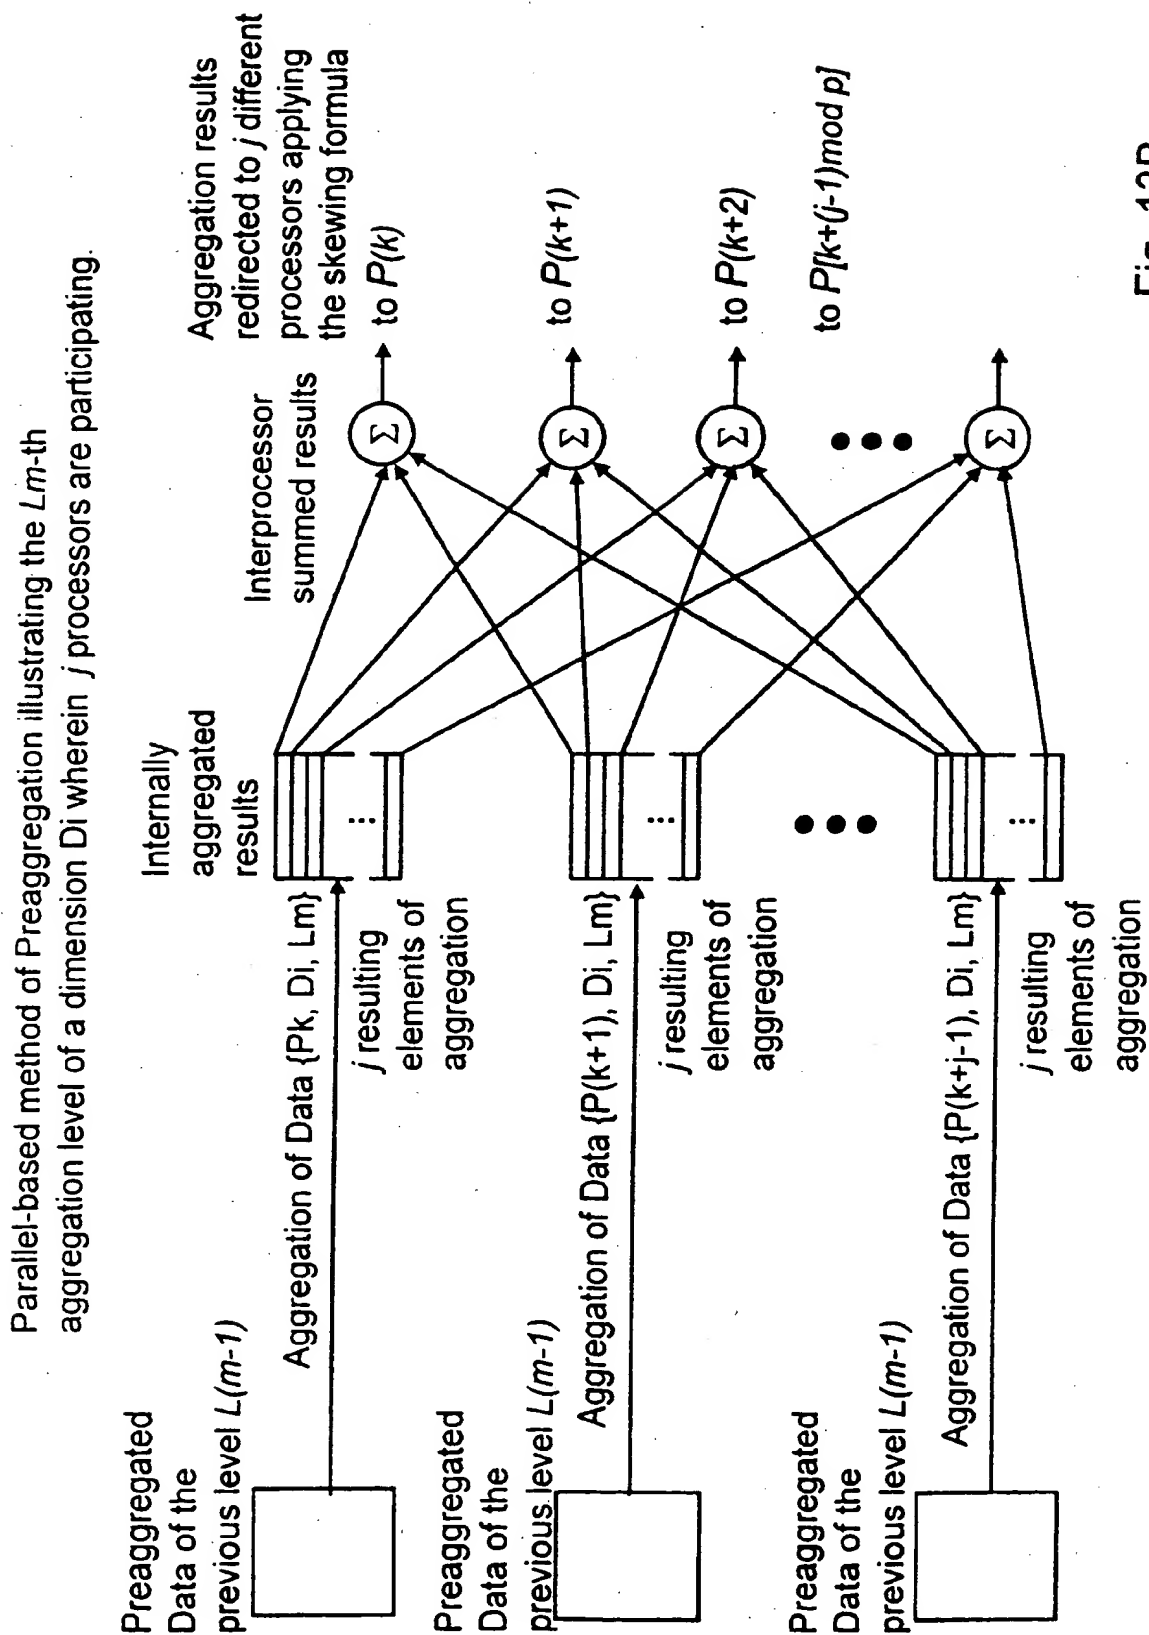 Parallel-based method of Preaggregation illustrating the Lm-th
aggregation level of a dimension Di wherein j processors are participating.
Preaggregated
Data of the
previous level L(m-1)
Aggregation of Data {Pk, Di, Lm}
j resulting
elements of
aggregation
Internally
aggregated
results
Interprocessor
summed results
Aggregation results
redirected to j different
processors applying
the skewing formula
Σ
to P(k)
Preaggregated
Data of the
previous level L(m-1)
Aggregation of Data {P(k+1), Di, Lm}
j resulting
elements of
aggregation
Σ
to P(k+1)
Σ
to P(k+2)
to P[k+(j-1)mod p]
Preaggregated
Data of the
previous level L(m-1)
Aggregation of Data {P(k+j-1), Di, Lm}
j resulting
elements of
aggregation
Σ